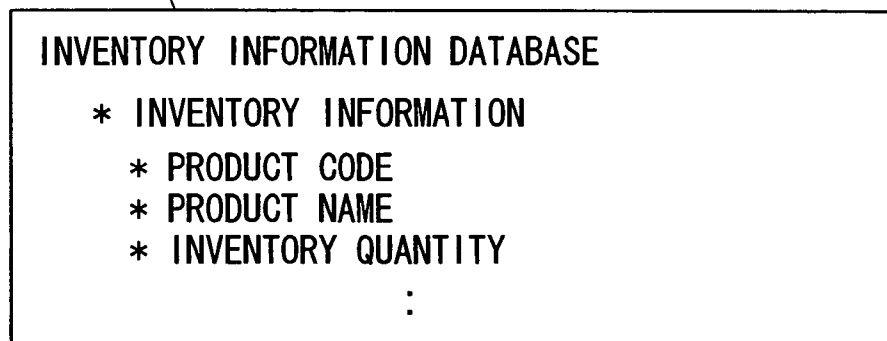 INVENTORY INFORMATION DATABASE
* INVENTORY INFORMATION
* PRODUCT CODE
* PRODUCT NAME
* INVENTORY QUANTITY
: